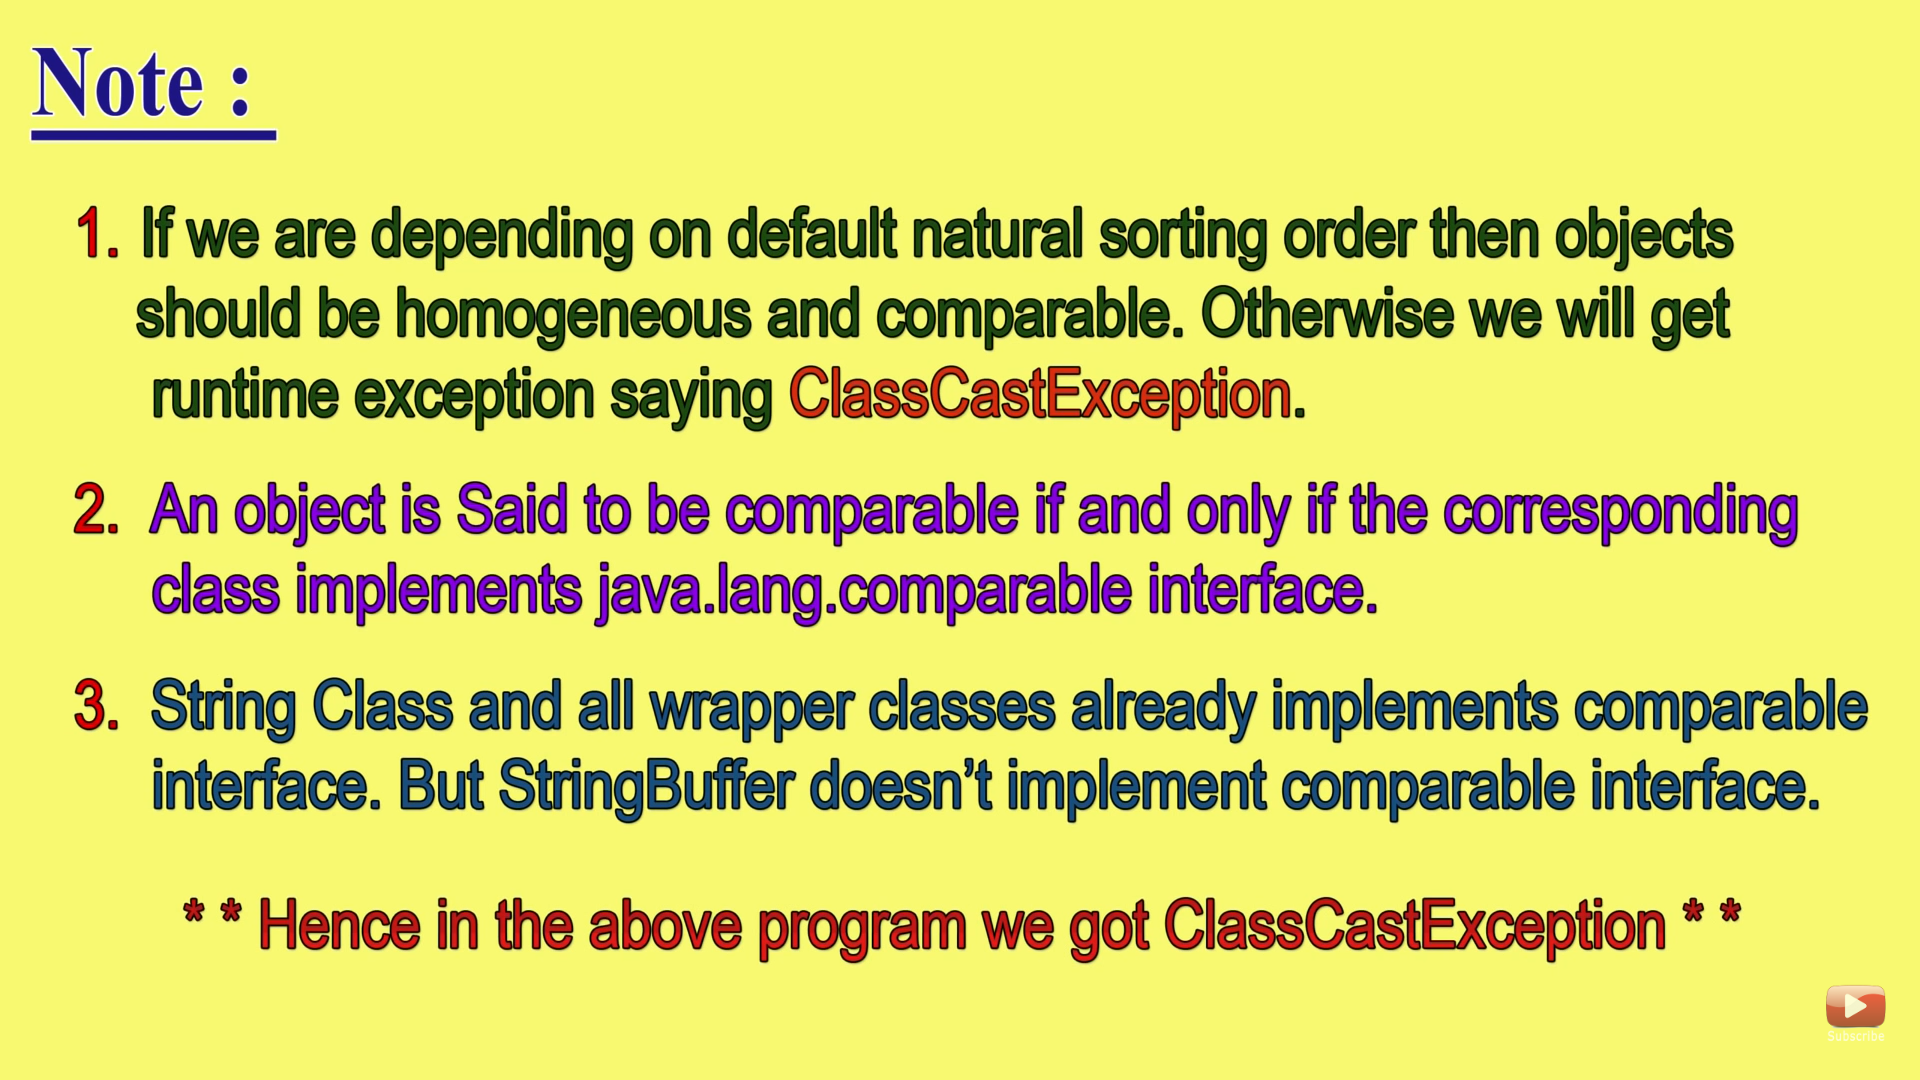 Note :
1. If we are depending on default natural sorting order then objects
should be homogeneous and comparable. Otherwise we will get
runtime exception saying ClassCastException.
2. An object is Said to be comparable if and only if the corresponding
class implements java.lang.comparable interface.
3. String Class and all wrapper classes already implements comparable
interface. But StringBuffer doesn’t implement comparable interface.
* * Hence in the above program we got ClassCastException * *
Subscribe